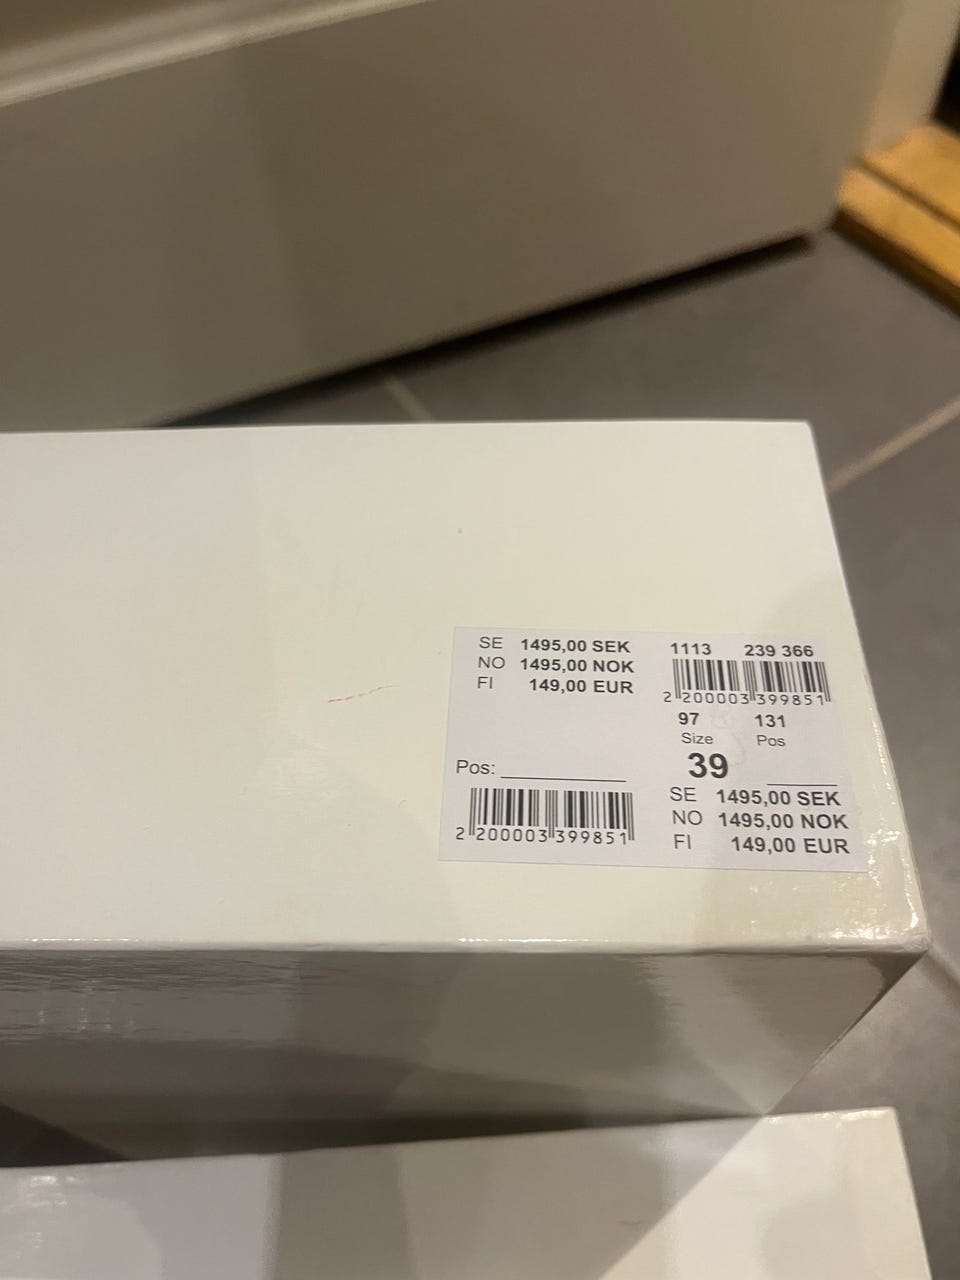 SE 1495,00 SEK
NO 1495,00 NOK
FI 149,00 EUR
Pos:
2 200003 399851
1113 239 366
2 200003 399851
97 131
Size Pos
39
SE 1495,00 SEK
NO 1495,00 NOK
FI 149,00 EUR